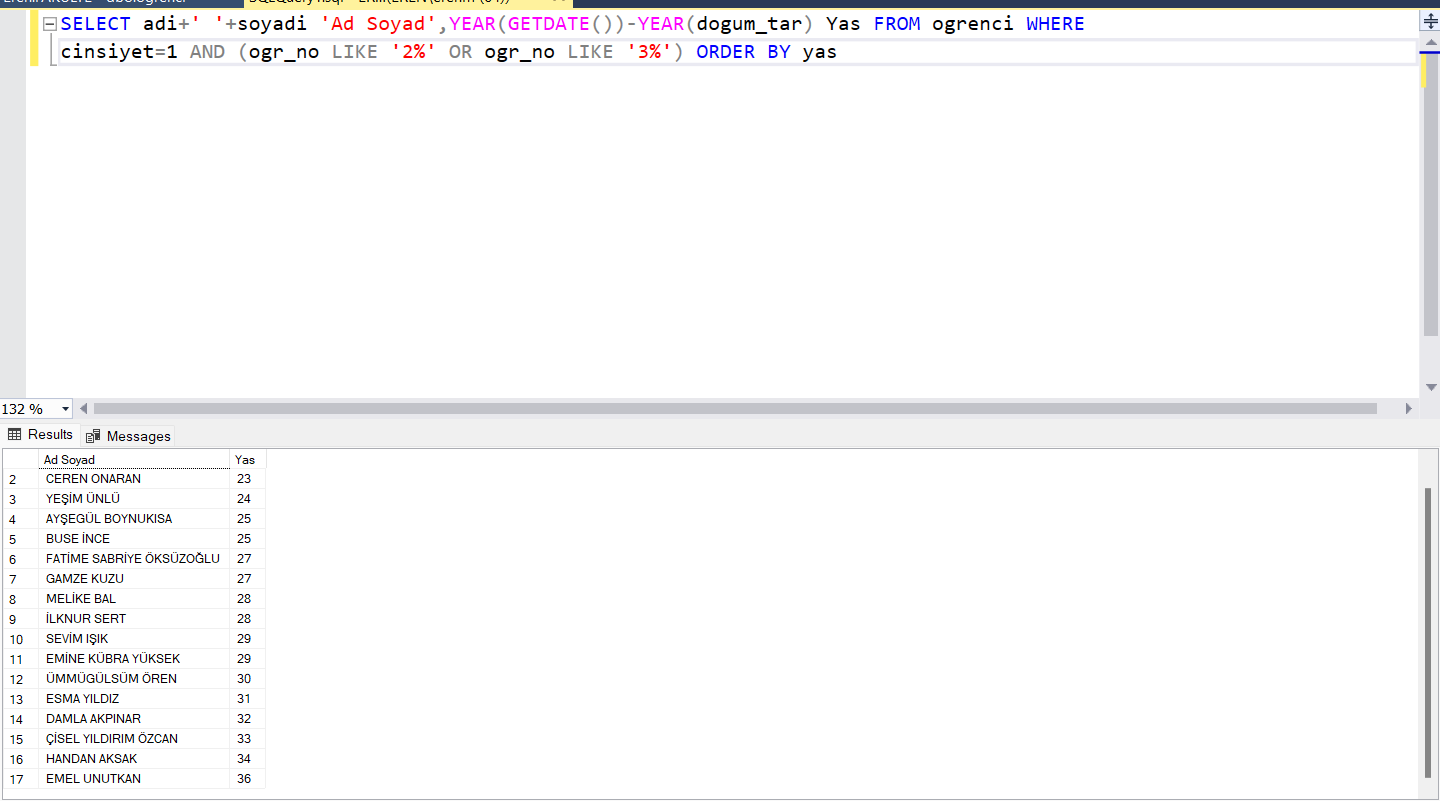 SELECT adi+' '+soyadi 'Ad Soyad',YEAR(GETDATE())-YEAR(dogum_tar) Yas FROM ogrenci WHERE
cinsiyet=1 AND (ogr_no LIKE '2%' OR ogr_no LIKE '3%') ORDER BY yas
132 %
Results Messages
Ad Soyad Yas
2 CEREN ONARAN 23
3 YEŞİM ÜNLÜ 24
4 AYŞEGÜL BOYNUKISA 25
5 BUSE İNCE 25
6 FATİME SABRİYE ÖKSÜZOĞLU 27
7 GAMZE KUZU 27
8 MELİKE BAL 28
9 İLKNUR SERT 28
10 SEVİM IŞIK 29
11 EMİNE KÜBRA YÜKSEK 29
12 ÜMMÜGÜLSÜM ÖREN 30
13 ESMA YILDIZ 31
14 DAMLA AKPINAR 32
15 ÇİSEL YILDIRIM ÖZCAN 33
16 HANDAN AKSAK 34
17 EMEL UNUTKAN 36